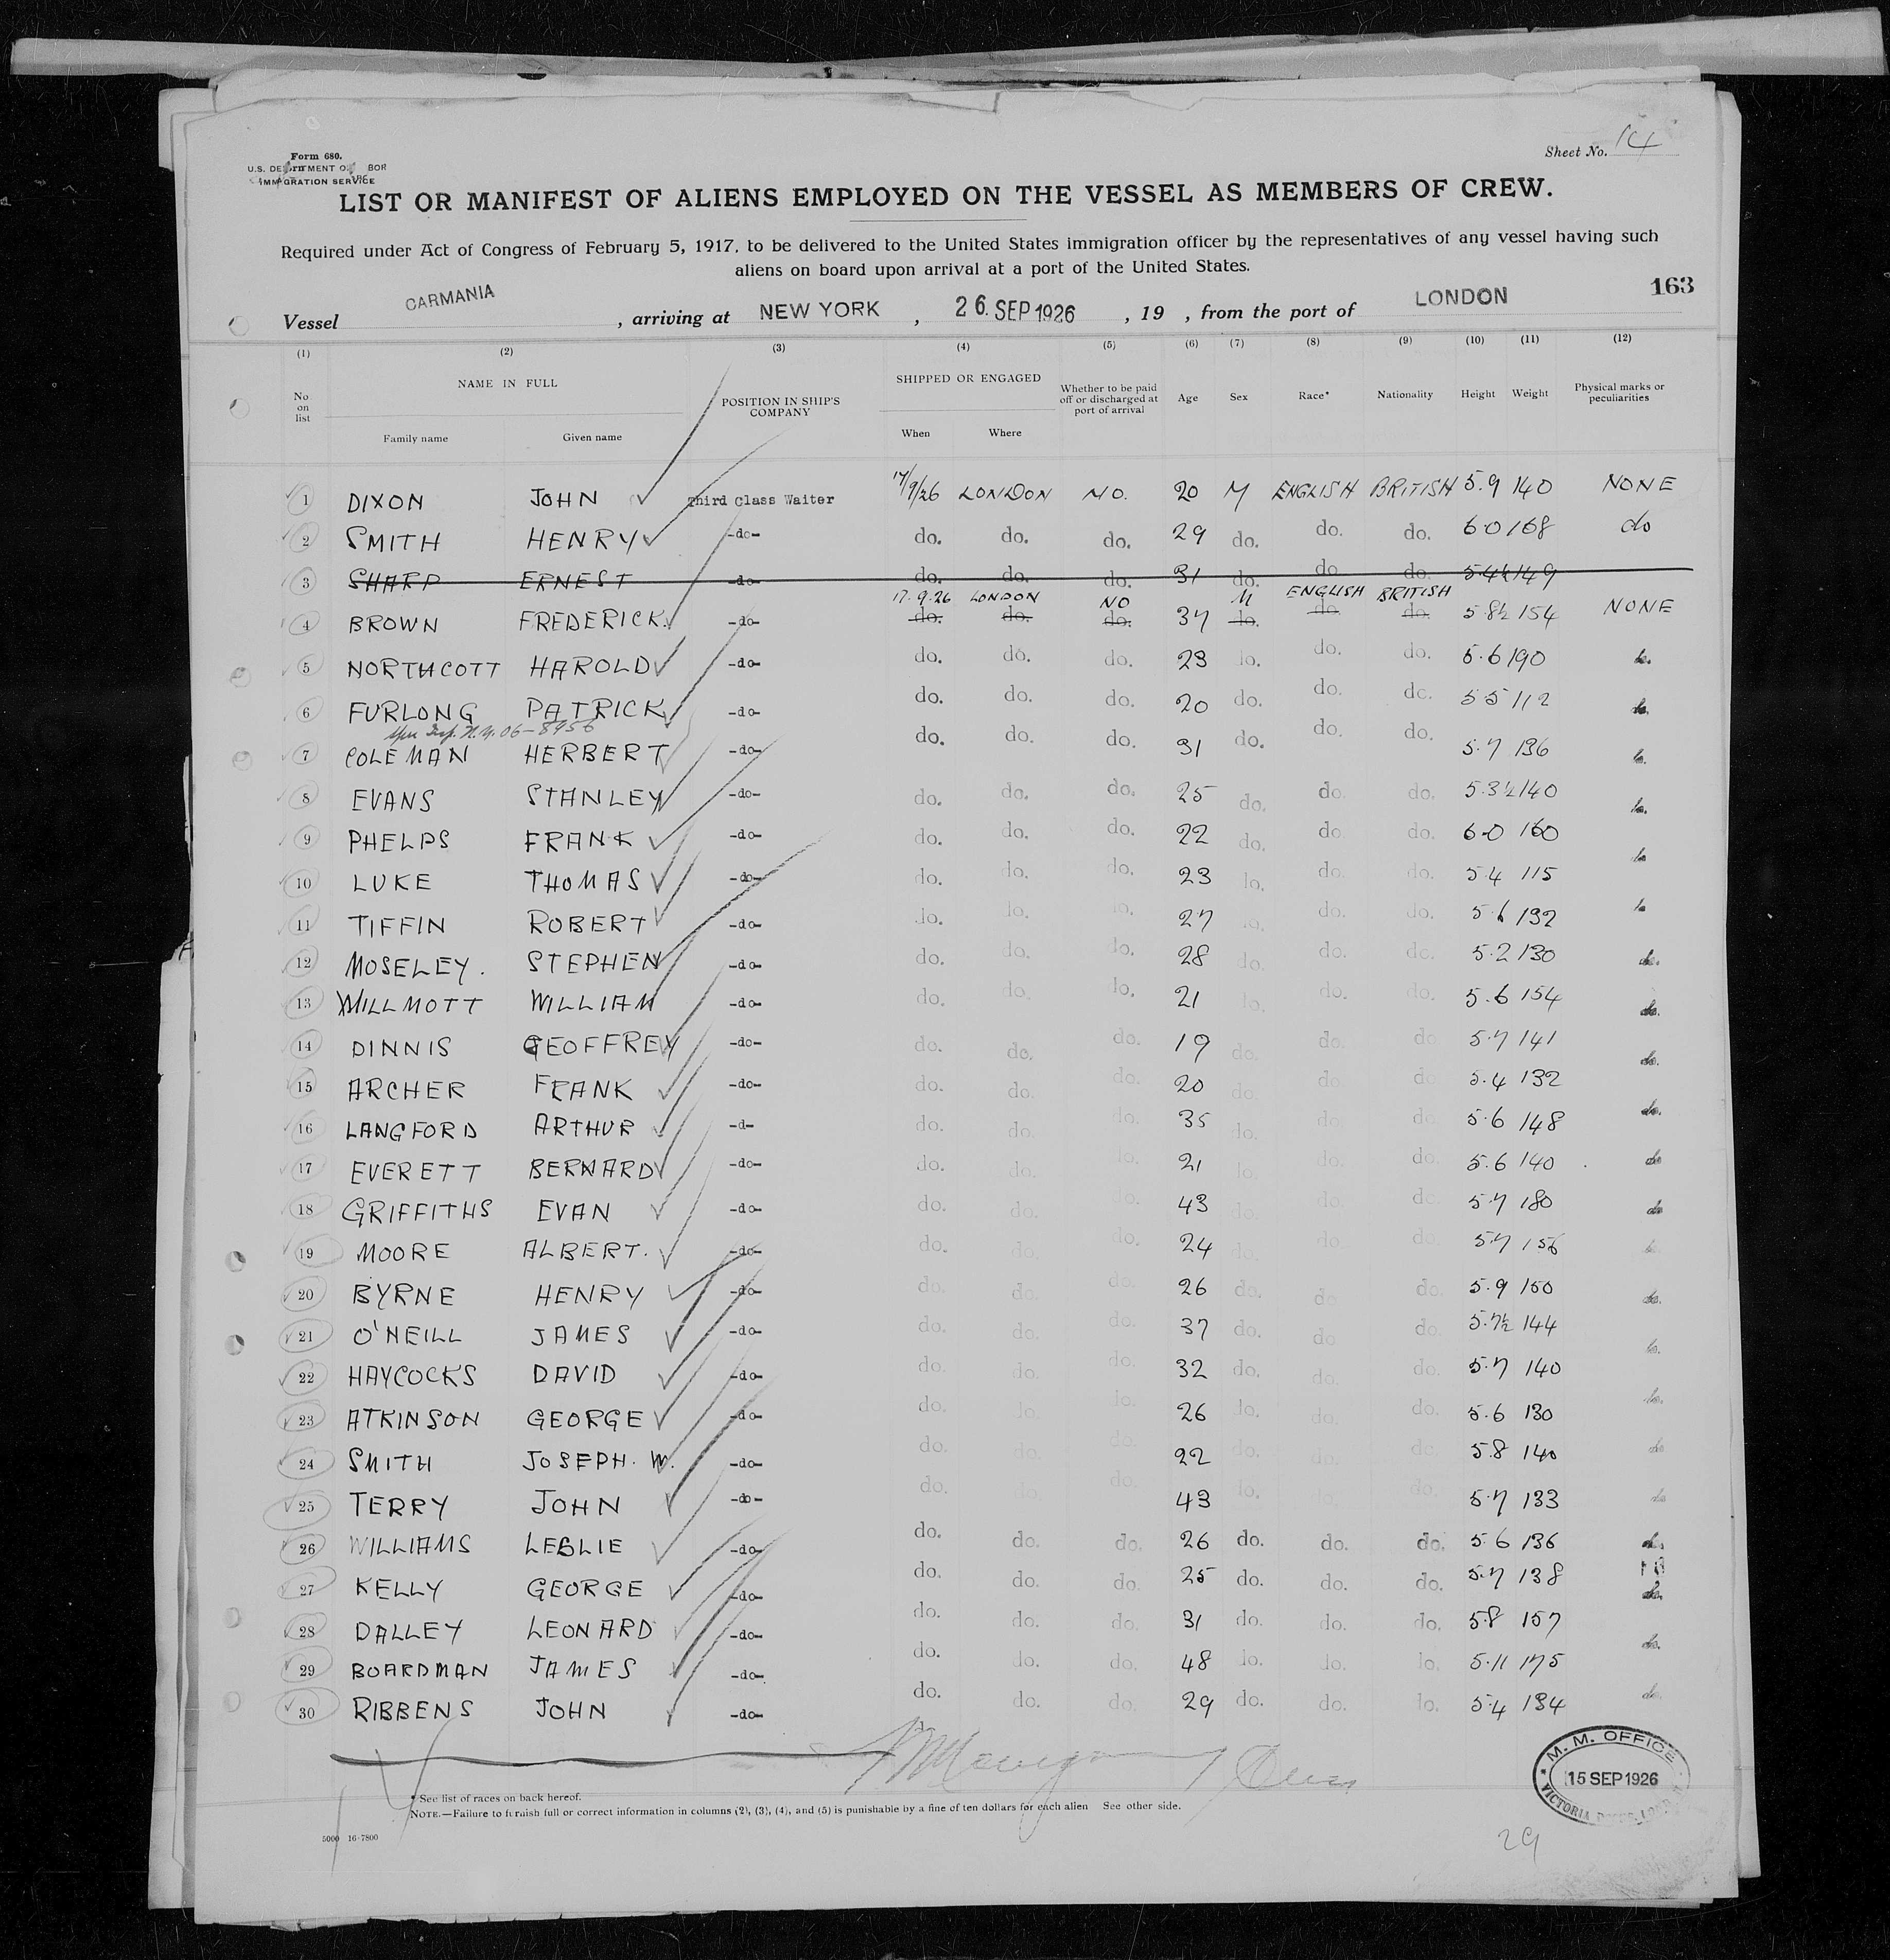 Form 680.
U.S. DE MENT O BOR
IMMIGRATION SERVICE
Sheet No. 14
LIST OR MANIFEST OF ALIENS EMPLOYED ON THE VESSEL AS MEMBERS OF CREW.
Required under Act of Congress of February 5, 1917, to be delivered to the United States immigration officer by the representatives of any vessel having such
aliens on board upon arrival at a port of the United States.
163
Vessel CARMANIA, arriving at NEW YORK, 26. SEP 1926, 19 , from the port of LONDON
(1) (2) (3) (4) (5) (6) (7) (8) (9) (10) (11) (12)
No. on list NAME IN FULL Family name Given name POSITION IN SHIP'S COMPANY SHIPPED OR ENGAGED When Where Whether to be paid off or discharged at port of arrival Age Sex Race* Nationality Height Weight Physical marks or peculiarities
1 DIXON JOHN Third Class Waiter 17/9/26 LONDON NO. 20 M ENGLISH BRITISH 5.9 140 NONE
2 SMITH HENRY -do- do. do. do. 29 do. do. do. 6-0 168 do
3 SHARP ERNEST -do- do. do. do. 31 do. do do. 5.4½ 149
4 BROWN FREDERICK. -do- 17.9.26 do. LONDON do. NO do. 37 M do. ENGLISH do. BRITISH do. 5 8½ 154 NONE
5 NORTHCOTT HAROLD -do- do. do. do. 23 do. do. do. 5.6 190 do.
6 FURLONG PATRICK -do- do. do. do. 20 do. do. do. 5 5 112 do.
N.Y. 06-8956
7 COLEMAN HERBERT -do- do. do. do. 31 do. do. do. 5.7 136 do.
8 EVANS STANLEY -do- do. do. do. 25 do. do. do. 5.3½ 140 do.
9 PHELPS FRANK -do- do. do. do. 22 do. do do. 6-0 160 do
10 LUKE THOMAS -do- do. do. do. 23 do. do. do. 5.4 115 do
11 TIFFIN ROBERT -do- do. do. do. 27 do. do. do. 5.6 132
12 MOSELEY. STEPHEN -do- do. do. do. 28 do. do. do. 5.2 130 do.
13 WILLMOTT WILLIAM -do- do. do. do. 21 do. do. do. 5.6 154 do.
14 DINNIS GEOFFREY -do- do. do. do. 19 do. do. do 5.7 141 do.
15 ARCHER FRANK -do- do. do. do. 20 do. do do 5.4 132 do.
16 LANGFORD ARTHUR -d- do. do. do. 35 do. do do 5.6 148 do.
17 EVERETT BERNARD -do- do. do. do. 21 do. do. do. 5.6 140 do
18 GRIFFITHS EVAN -do- do. do. do. 43 do. do. do. 5.7 180 do
19 MOORE ALBERT. -do- do. do. do. 24 do. do do. 5.7 156 do
20 BYRNE HENRY -do- do. do. do. 26 do. do do. 5.9 150 do.
21 O'NEILL JAMES -do- do. do. do. 37 do. do do. 5.7½ 144 do.
22 HAYCOCKS DAVID -do- do. do. do. 32 do. do. do. 5.7 140
23 ATKINSON GEORGE -do- do. do do. 26 do. do. do. 5.6 130 do.
24 SMITH JOSEPH. W. -do- do. do. do. 22 do. do. do. 5.8 140 do
25 TERRY JOHN -do- do. do. do. 43 do. do. do. 5.7 133 do
26 WILLIAMS LESLIE -do- do. do. do. 26 do. do. do. 5.6 136 do.
27 KELLY GEORGE -do- do. do. do. 25 do. do. do. 5.7 138 do.
28 DALLEY LEONARD -do- do. do. do. 31 do. do. do. 5.8 157
29 BOARDMAN JAMES -do- do. do. do. 48 do. do. do. 5.11 175 do.
30 RIBBENS JOHN -do- do. do. do. 29 do. do. do. 5.4 134 do.
M. M. OFFICE
15 SEP 1926
VICTORIA
* See list of races on back hereof.
NOTE.—Failure to furnish full or correct information in columns (2), (3), (4), and (5) is punishable by a fine of ten dollars for each alien See other side.
5000 16-7800
29